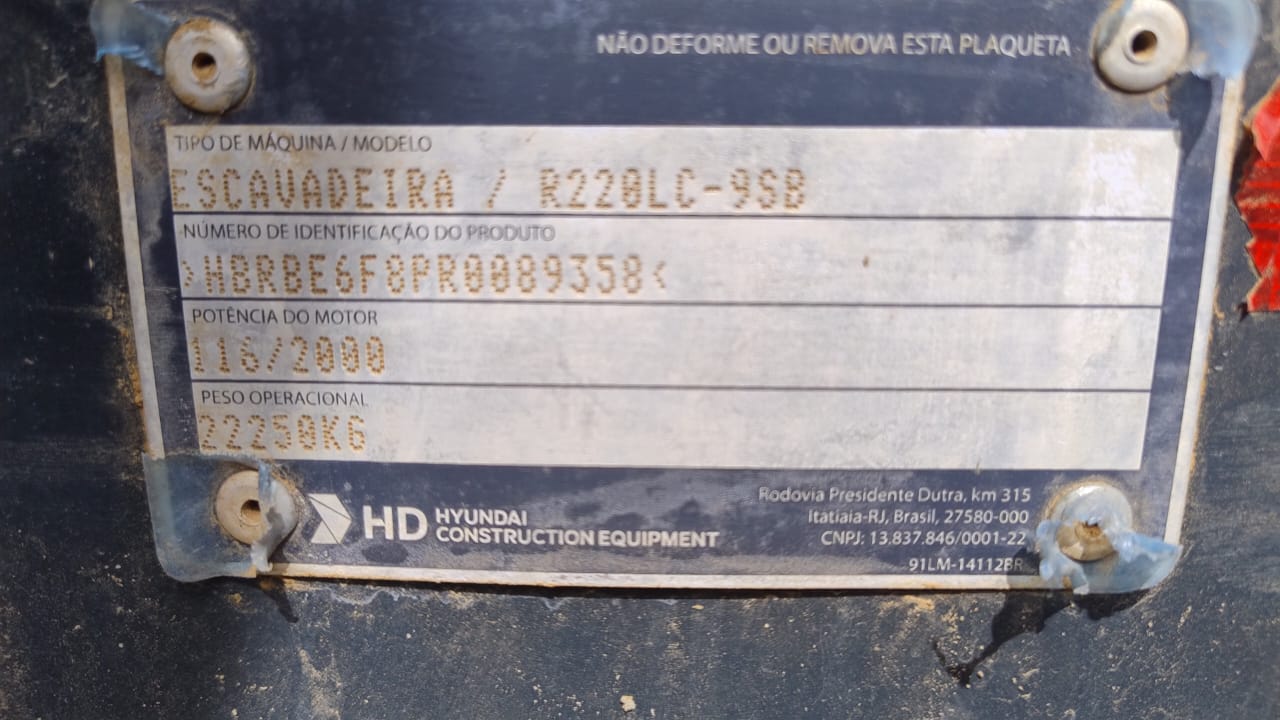 NÃO DEFORME OU REMOVA ESTA PLAQUETA
TIPO DE MÁQUINA / MODELO
ESCAVADEIRA / R220LC-9SB
NÚMERO DE IDENTIFICAÇÃO DO PRODUTO
>HBRBE6F8PR0089358<
POTÊNCIA DO MOTOR
116/2000
PESO OPERACIONAL
22250KG
HD HYUNDAI
CONSTRUCTION EQUIPMENT
Rodovia Presidente Dutra, km 315
Itatiaia-RJ, Brasil, 27580-000
CNPJ: 13.837.846/0001-22
91LM-14112BR